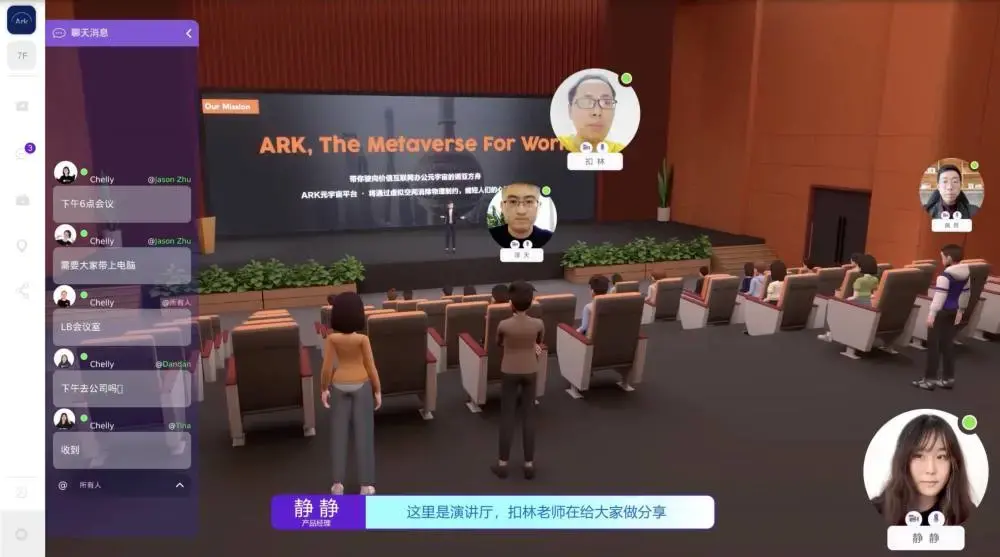 Ark
7F
3
聊天消息
Chelly
@Jason Zhu
下午6点会议
Chelly
@Jason Zhu
需要大家带上电脑
Chelly
@所有人
LB会议室
Chelly
@Dandan
下午去公司吗
Chelly
@Tina
收到
@ 所有人
Our Mission
ARK, The Metaverse For Wor
带你驶向价值互联网办公元宇宙的诺亚方舟
ARK元宇宙平台 · 将通过虚拟空间消除物理制约，缩短人们的
扣 林
静 静
静 静
产品经理
这里是演讲厅，扣林老师在给大家做分享